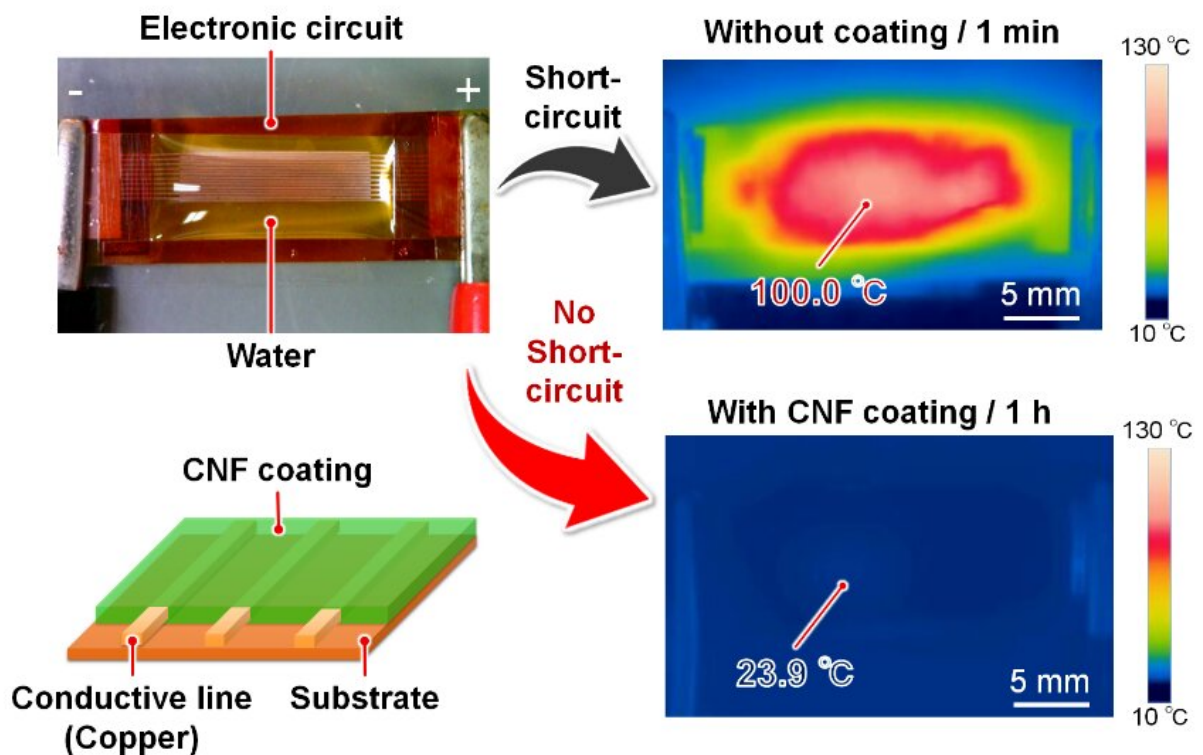 Electronic circuit
-
+
Water
Short-
circuit
No
Short-
circuit
Without coating / 1 min
100.0 °C
5 mm
130 °C
10 °C
CNF coating
Conductive line
(Copper)
Substrate
With CNF coating / 1 h
23.9 °C
5 mm
130 °C
10 °C